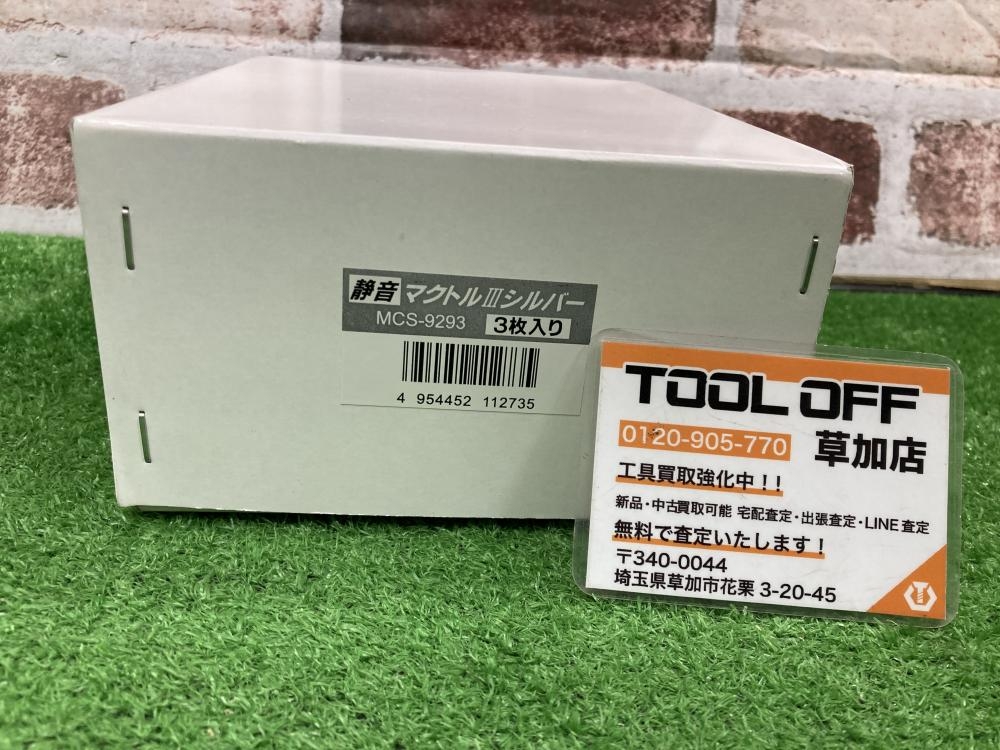 静音 マクトルⅢシルバー
MCS-9293 3枚入り
4 954452 112735
TOOL OFF
0120-905-770 草加店
工具買取強化中!!
新品・中古買取可能 宅配査定・出張査定・LINE査定
無料で査定いたします!
〒340-0044
埼玉県草加市花栗3-20-45